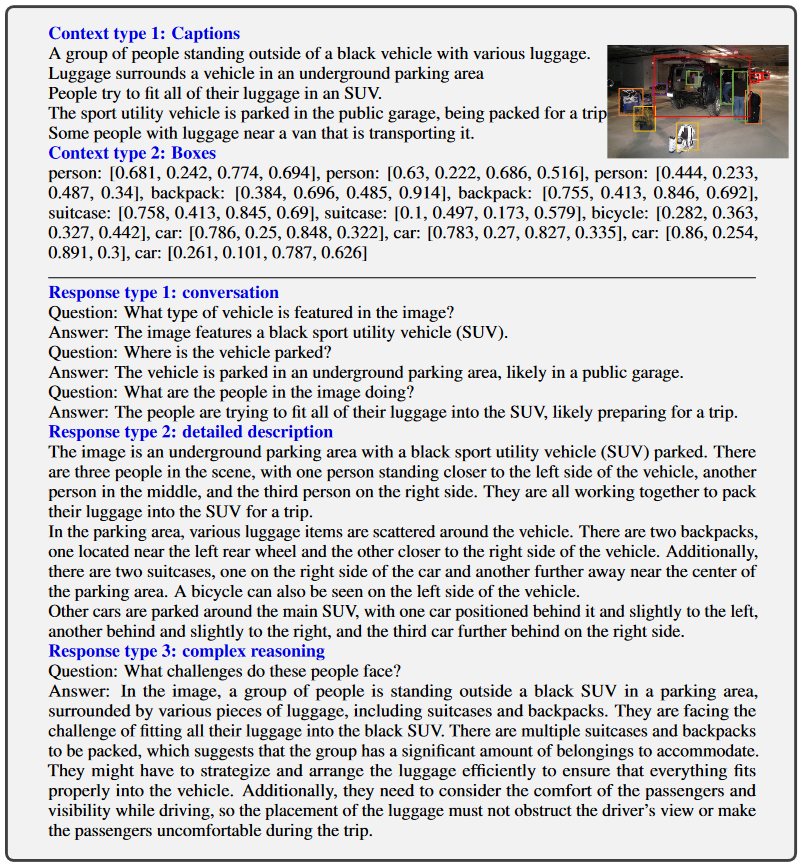 Context type 1: Captions
A group of people standing outside of a black vehicle with various luggage.
Luggage surrounds a vehicle in an underground parking area
People try to fit all of their luggage in an SUV.
The sport utility vehicle is parked in the public garage, being packed for a trip
Some people with luggage near a van that is transporting it.
Context type 2: Boxes
person: [0.681, 0.242, 0.774, 0.694], person: [0.63, 0.222, 0.686, 0.516], person: [0.444, 0.233,
0.487, 0.34], backpack: [0.384, 0.696, 0.485, 0.914], backpack: [0.755, 0.413, 0.846, 0.692],
suitcase: [0.758, 0.413, 0.845, 0.69], suitcase: [0.1, 0.497, 0.173, 0.579], bicycle: [0.282, 0.363,
0.327, 0.442], car: [0.786, 0.25, 0.848, 0.322], car: [0.783, 0.27, 0.827, 0.335], car: [0.86, 0.254,
0.891, 0.3], car: [0.261, 0.101, 0.787, 0.626]
Response type 1: conversation
Question: What type of vehicle is featured in the image?
Answer: The image features a black sport utility vehicle (SUV).
Question: Where is the vehicle parked?
Answer: The vehicle is parked in an underground parking area, likely in a public garage.
Question: What are the people in the image doing?
Answer: The people are trying to fit all of their luggage into the SUV, likely preparing for a trip.
Response type 2: detailed description
The image is an underground parking area with a black sport utility vehicle (SUV) parked. There
are three people in the scene, with one person standing closer to the left side of the vehicle, another
person in the middle, and the third person on the right side. They are all working together to pack
their luggage into the SUV for a trip.
In the parking area, various luggage items are scattered around the vehicle. There are two backpacks,
one located near the left rear wheel and the other closer to the right side of the vehicle. Additionally,
there are two suitcases, one on the right side of the car and another further away near the center of
the parking area. A bicycle can also be seen on the left side of the vehicle.
Other cars are parked around the main SUV, with one car positioned behind it and slightly to the left,
another behind and slightly to the right, and the third car further behind on the right side.
Response type 3: complex reasoning
Question: What challenges do these people face?
Answer: In the image, a group of people is standing outside a black SUV in a parking area,
surrounded by various pieces of luggage, including suitcases and backpacks. They are facing the
challenge of fitting all their luggage into the black SUV. There are multiple suitcases and backpacks
to be packed, which suggests that the group has a significant amount of belongings to accommodate.
They might have to strategize and arrange the luggage efficiently to ensure that everything fits
properly into the vehicle. Additionally, they need to consider the comfort of the passengers and
visibility while driving, so the placement of the luggage must not obstruct the driver's view or make
the passengers uncomfortable during the trip.